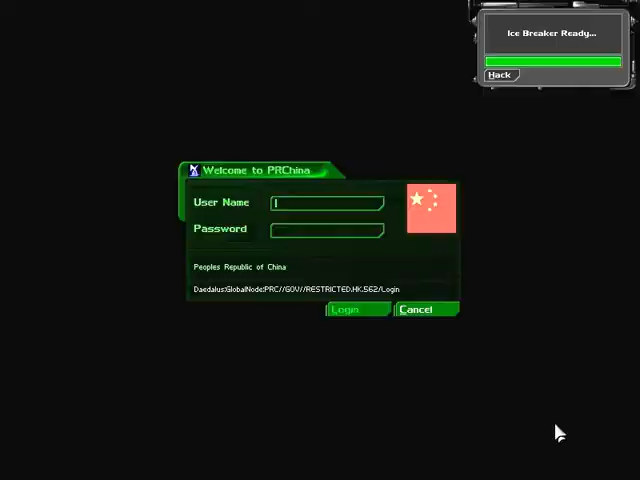 Ice Breaker Ready...
Hack
Welcome to PRChina
User Name
Password
Peoples Republic of China
Daedalus:GlobalNode:PRC//GOV//RESTRICTED.HK.562/Login
Login
Cancel